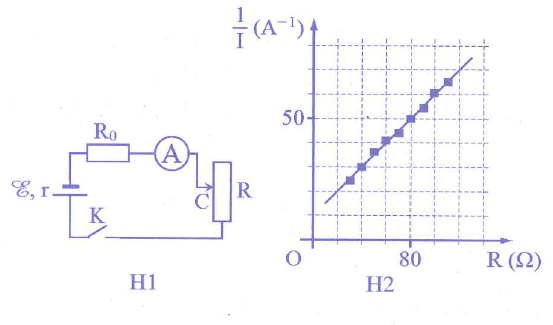 R₀
A
ℰ, r
C
R
K
H1
1/I (A⁻¹)
50
O
80
R (Ω)
H2